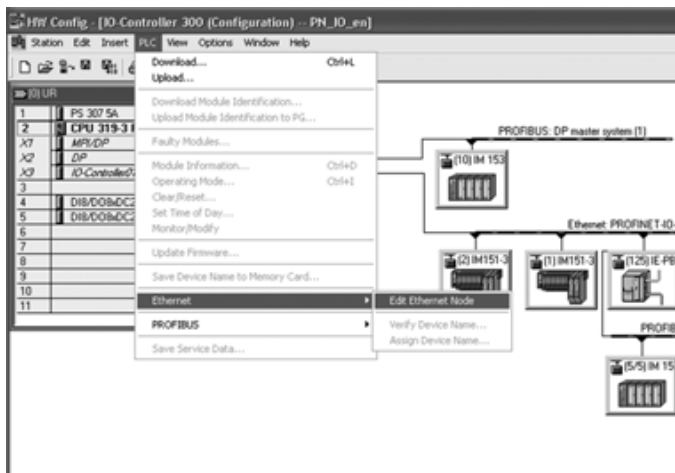 HW Config - [IO-Controller 300 (Configuration) -- PN_IO_en]
Station Edit Insert PLC View Options Window Help
(0) UR
1 PS 307 5A
2 CPU 319-3
X1 MPI/DP
X2 DP
X3 IO-Controller
3
4 DI8/DO8xDC2
5 DI8/DO8xDC2
6
7
8
9
10
11
Download... Ctrl+L
Upload...
Download Module Identification...
Upload Module Identification to PG...
Faulty Modules...
Module Information... Ctrl+D
Operating Mode... Ctrl+I
Clear/Reset...
Set Time of Day...
Monitor/Modify
Update Firmware...
Save Device Name to Memory Card...
Ethernet
PROFIBUS
Save Service Data...
Edit Ethernet Node
Verify Device Name...
Assign Device Name...
PROFIBUS: DP master system (1)
(10) IM 153
Ethernet: PROFINET-IO-
(2) IM151-3
(1) IM151-3
(125) IE-PB
PROFIB
(5/5) IM 15